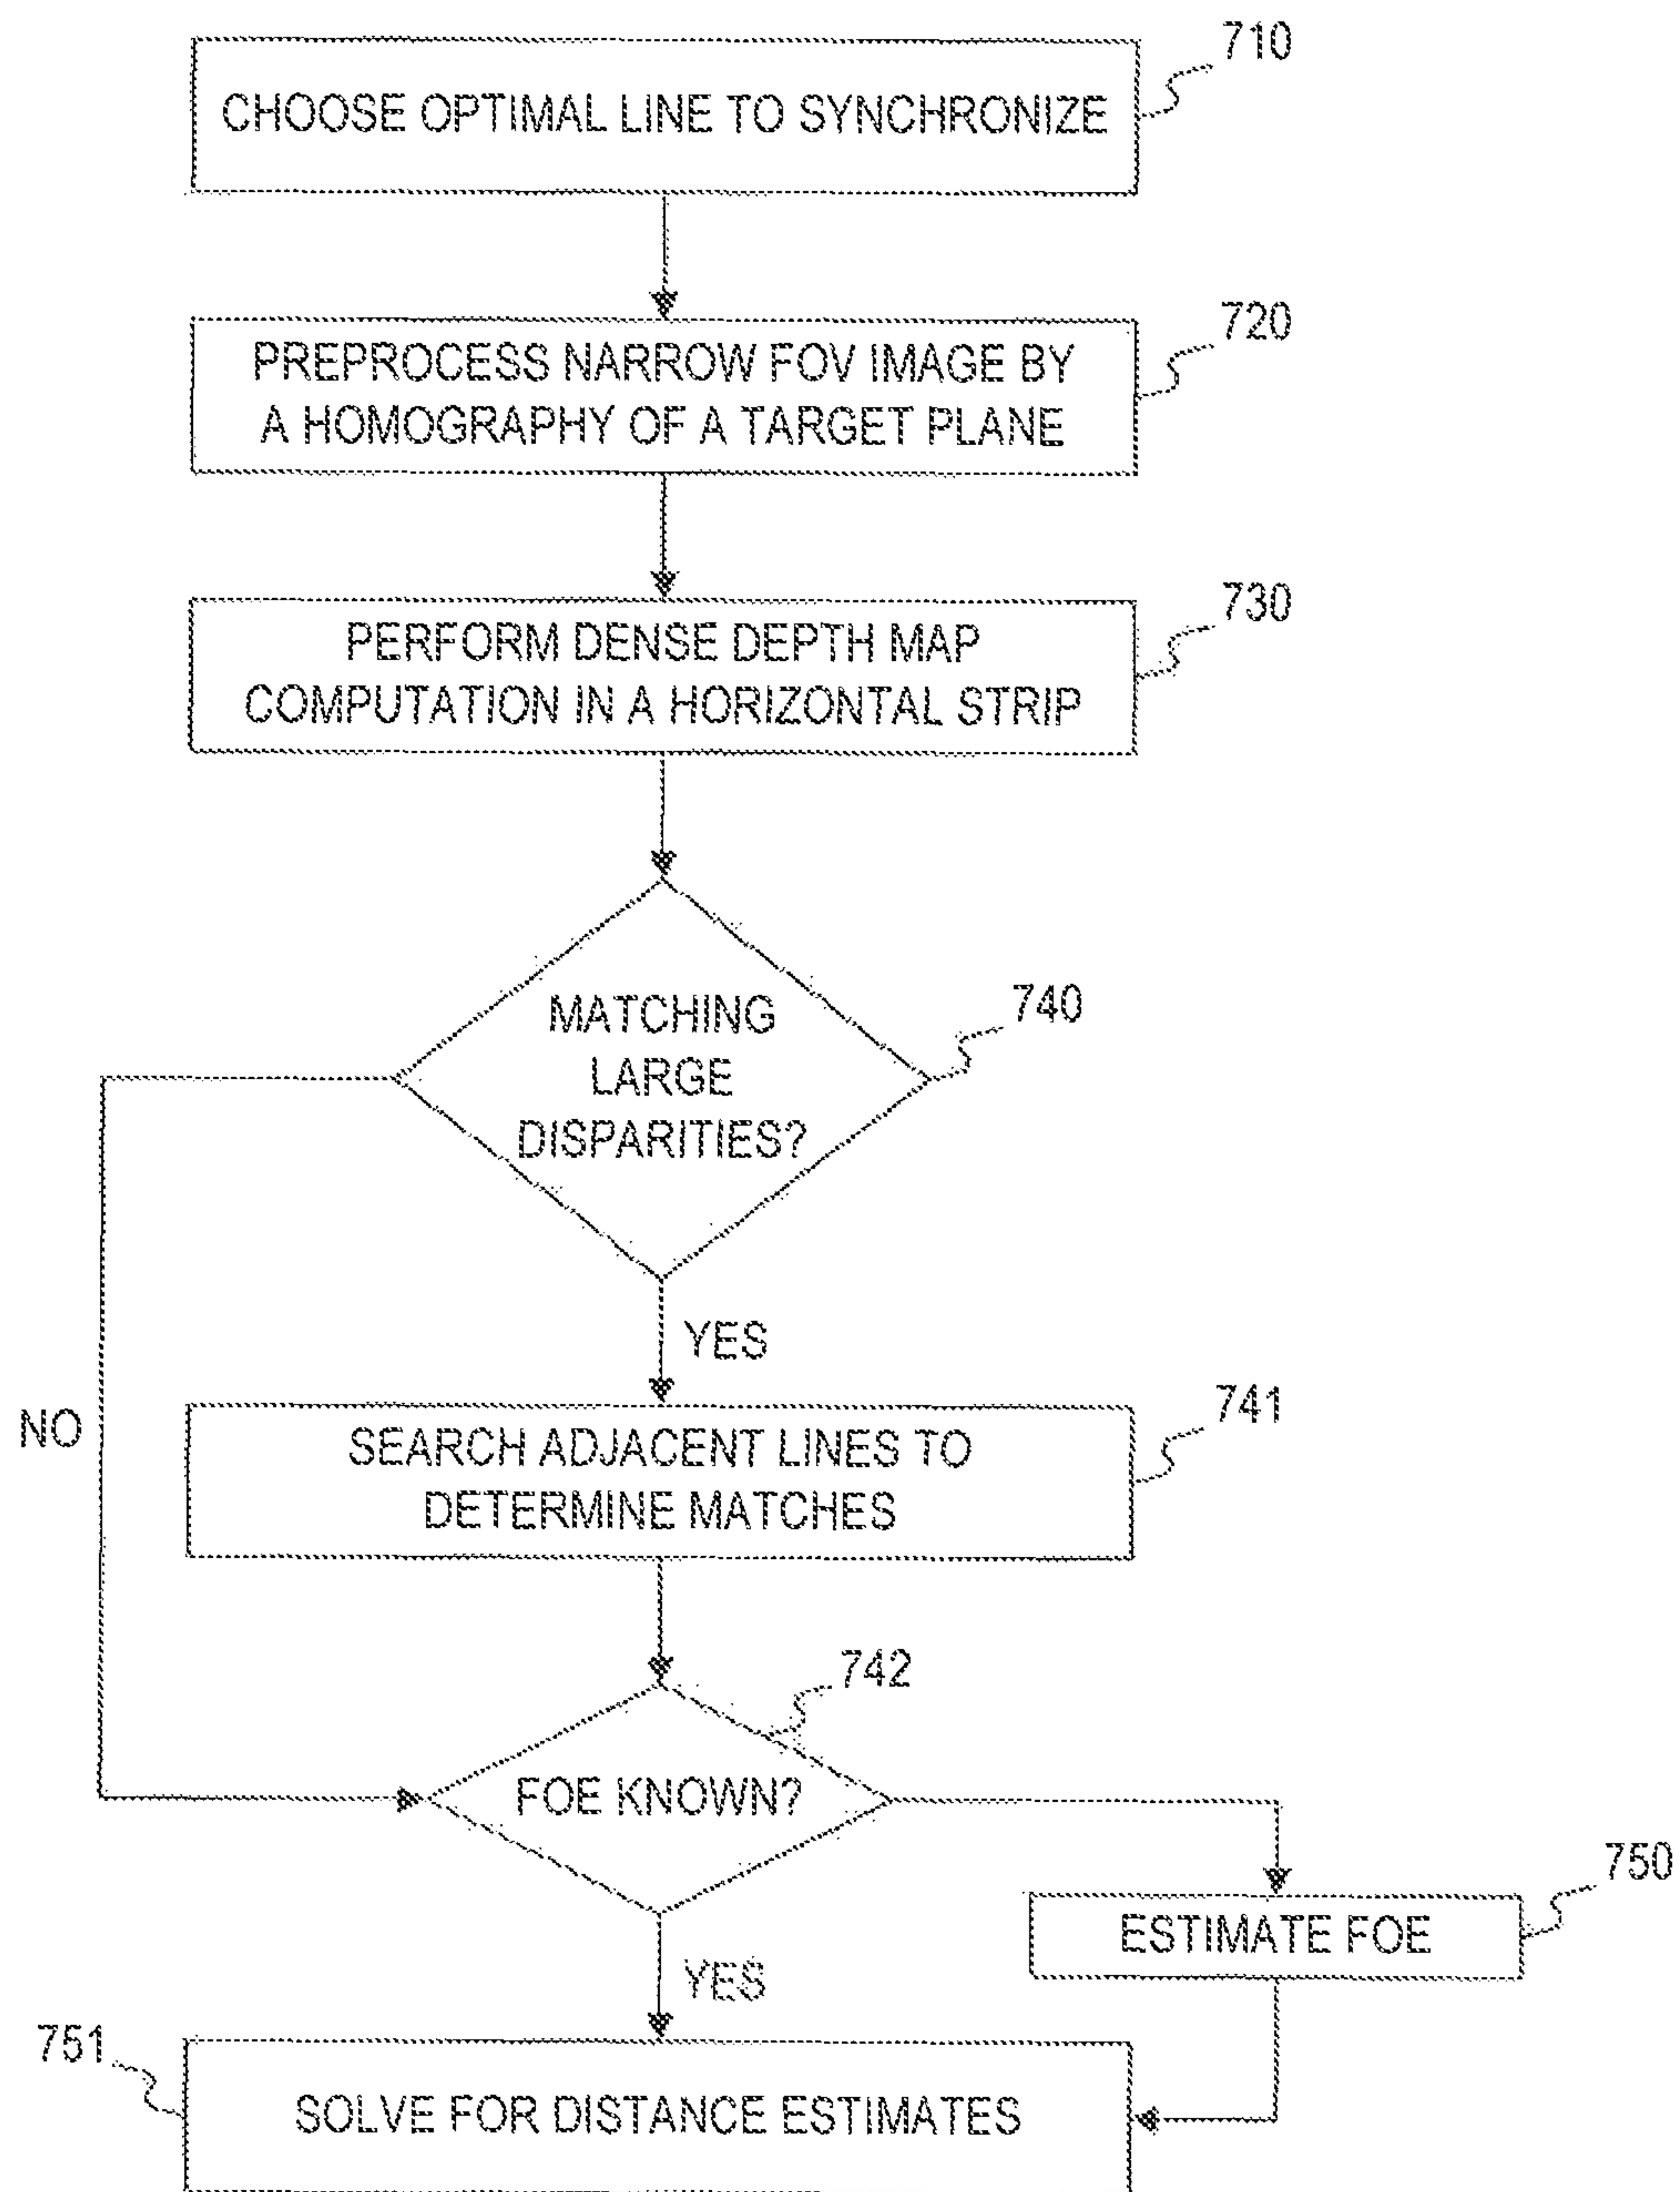 710
CHOOSE OPTIMAL LINE TO SYNCHRONIZE
720
PREPROCESS NARROW FOV IMAGE BY
A HOMOGRAPHY OF A TARGET PLANE
730
PERFORM DENSE DEPTH MAP
COMPUTATION IN A HORIZONTAL STRIP
740
MATCHING
LARGE
DISPARITIES?
YES
NO
741
SEARCH ADJACENT LINES TO
DETERMINE MATCHES
742
FOE KNOWN?
750
ESTIMATE FOE
YES
751
SOLVE FOR DISTANCE ESTIMATES